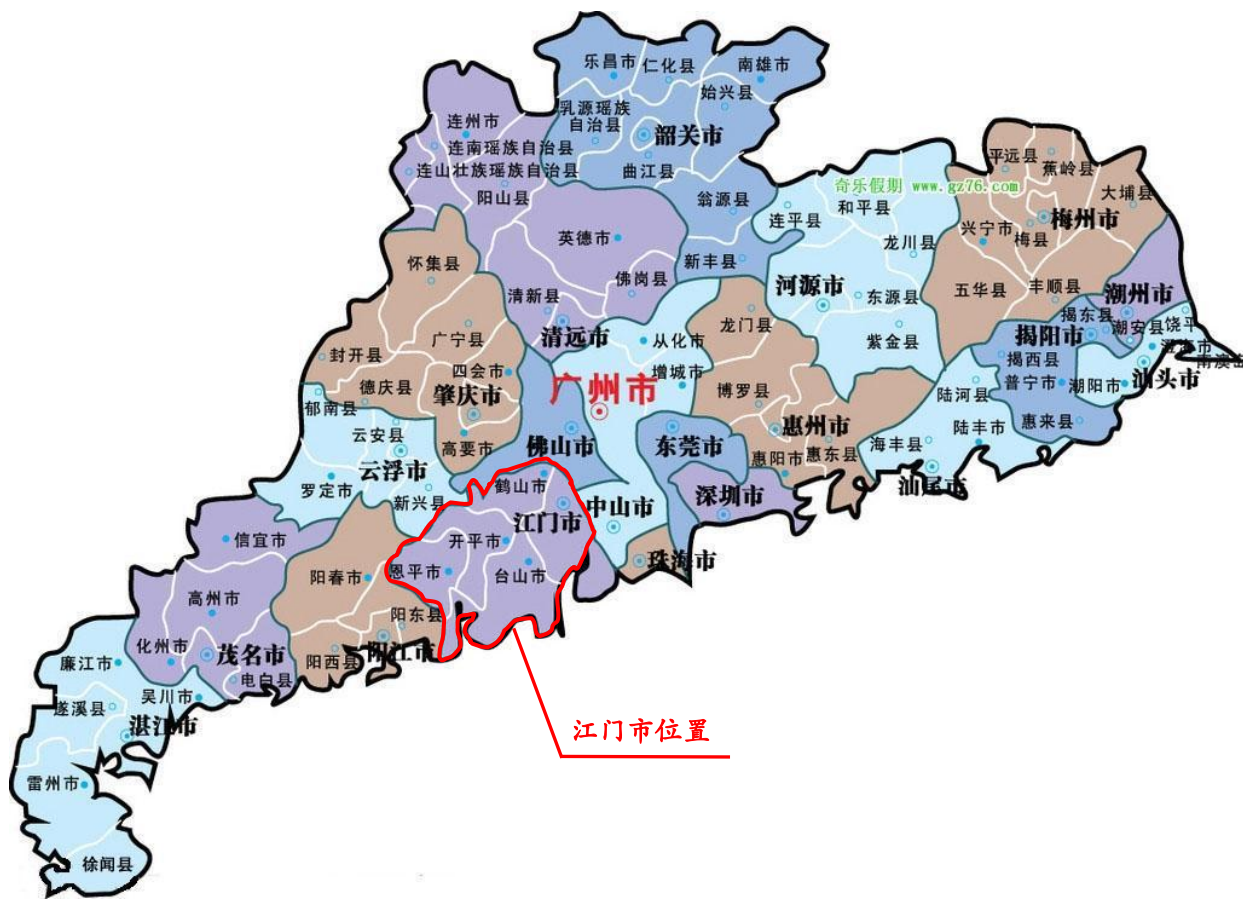 乐昌市
仁化县
南雄市
始兴县
乳源瑶族
自治县
韶关市
曲江县
翁源县
新丰县
连州市
连南瑶族自治县
连山壮族瑶族自治县
阳山县
英德市
佛岗县
清新县
清远市
奇乐假期 www.gz76.com
连平县
和平县
龙川县
河源市
东源县
紫金县
平远县
蕉岭县
大埔县
梅州市
兴宁市
梅县
五华县
丰顺县
潮州市
揭东县
潮安县
饶平
揭阳市
揭西县
普宁市
惠来县
澄海市
南澳县
汕头市
潮阳市
怀集县
广宁县
封开县
四会市
德庆县
肇庆市
高要市
从化市
增城市
广州市
龙门县
博罗县
惠州市
惠阳市
惠东县
陆河县
陆丰市
海丰县
汕尾市
郁南县
云安县
云浮市
罗定市
新兴县
佛山市
东莞市
深圳市
中山市
珠海市
鹤山市
江门市
开平市
恩平市
台山市
信宜市
高州市
化州市
茂名市
电白县
阳春市
阳东县
阳西县
阳江市
廉江市
吴川市
遂溪县
湛江市
雷州市
徐闻县
江门市位置